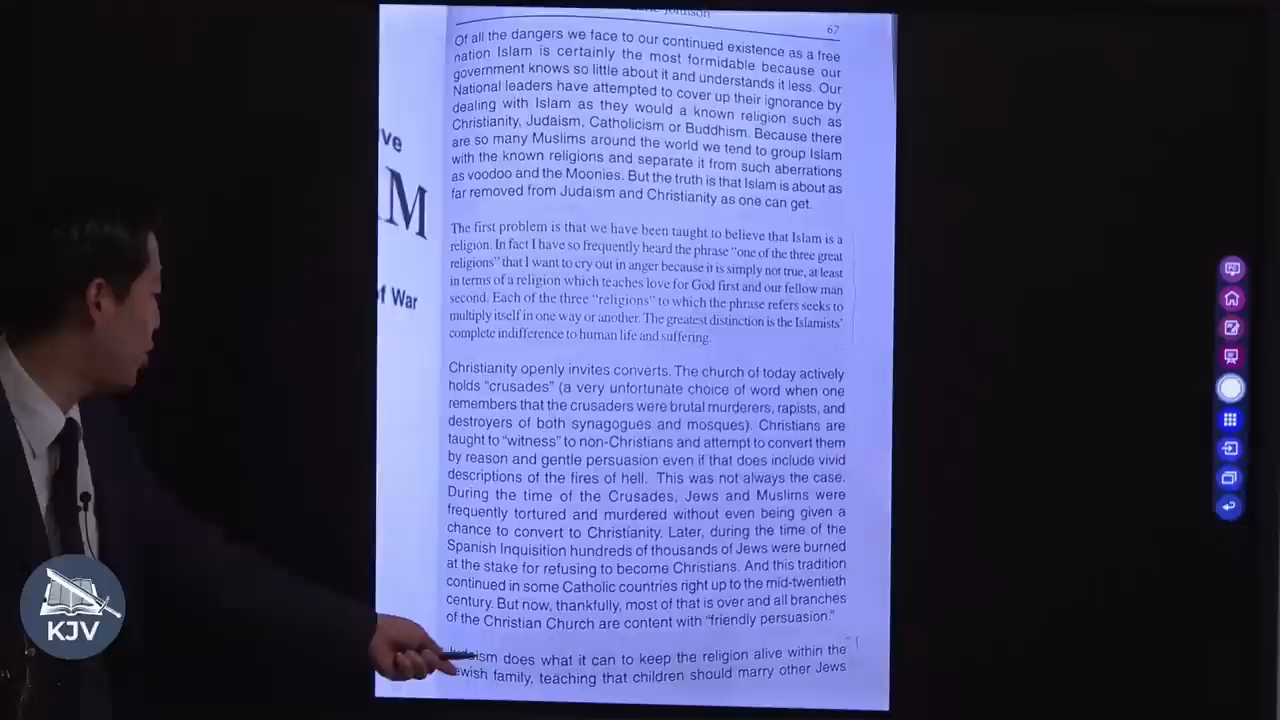 Johnson
67
Of all the dangers we face to our continued existence as a free
nation Islam is certainly the most formidable because our
government knows so little about it and understands it less. Our
National leaders have attempted to cover up their ignorance by
dealing with Islam as they would a known religion such as
Christianity, Judaism, Catholicism or Buddhism. Because there
are so many Muslims around the world we tend to group Islam
with the known religions and separate it from such aberrations
as voodoo and the Moonies. But the truth is that Islam is about as
far removed from Judaism and Christianity as one can get.
The first problem is that we have been taught to believe that Islam is a
religion. In fact I have so frequently heard the phrase “one of the three great
religions” that I want to cry out in anger because it is simply not true, at least
in terms of a religion which teaches love for God first and our fellow man
second. Each of the three “religions” to which the phrase refers seeks to
multiply itself in one way or another. The greatest distinction is the Islamists’
complete indifference to human life and suffering.
Christianity openly invites converts. The church of today actively
holds “crusades” (a very unfortunate choice of word when one
remembers that the crusaders were brutal murderers, rapists, and
destroyers of both synagogues and mosques). Christians are
taught to “witness” to non-Christians and attempt to convert them
by reason and gentle persuasion even if that does include vivid
descriptions of the fires of hell. This was not always the case.
During the time of the Crusades, Jews and Muslims were
frequently tortured and murdered without even being given a
chance to convert to Christianity. Later, during the time of the
Spanish Inquisition hundreds of thousands of Jews were burned
at the stake for refusing to become Christians. And this tradition
continued in some Catholic countries right up to the mid-twentieth
century. But now, thankfully, most of that is over and all branches
of the Christian Church are content with “friendly persuasion.”
Judaism does what it can to keep the religion alive within the
ewish family, teaching that children should marry other Jews
ve
M
f War
KJV